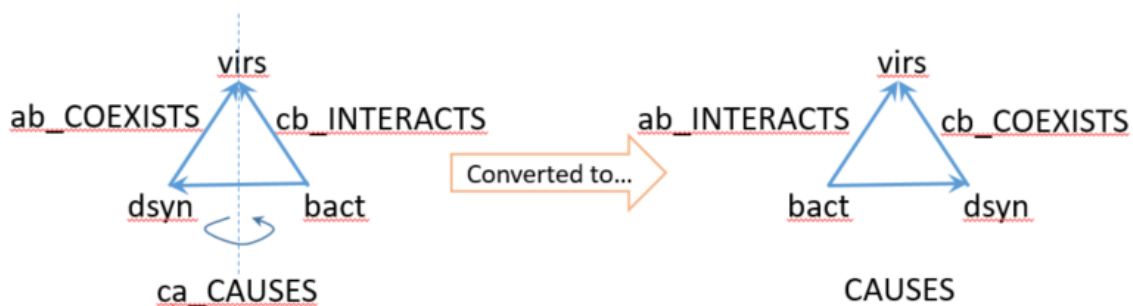 virs
ab_COEXISTS
cb_INTERACTS
dsyn
bact
ca_CAUSES
Converted to...
virs
ab_INTERACTS
cb_COEXISTS
bact
dsyn
CAUSES